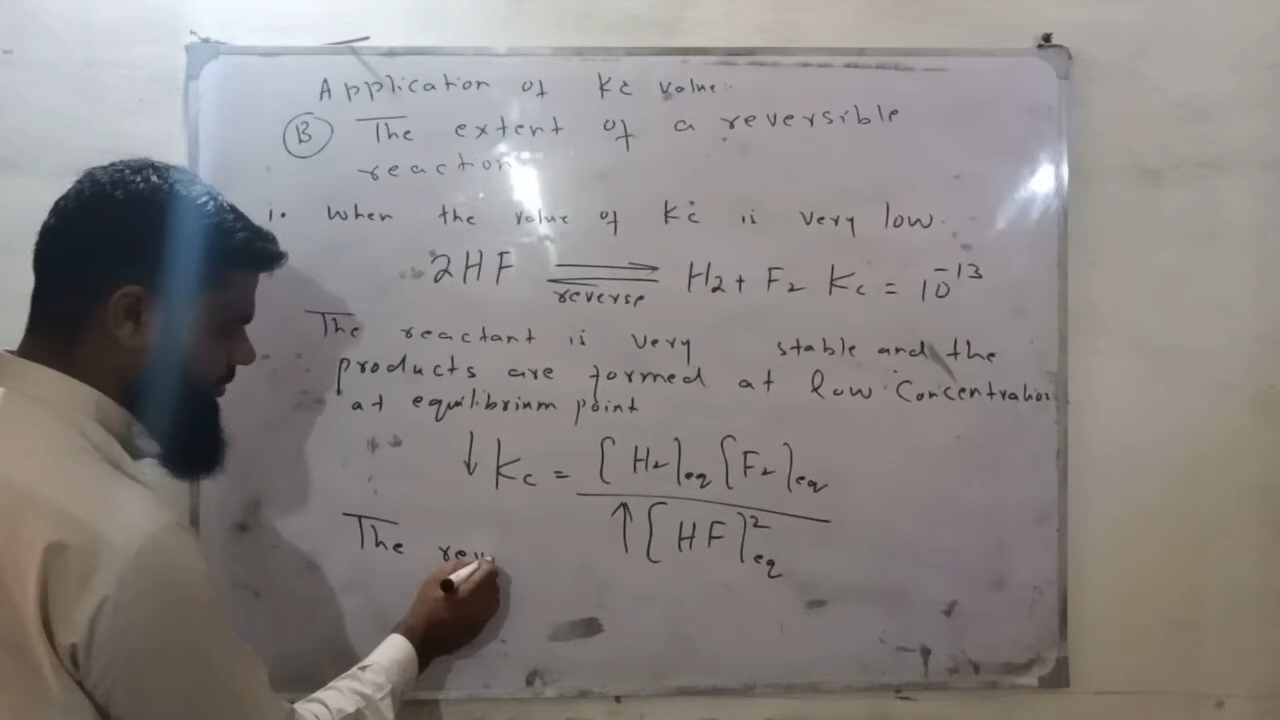 Application of Kc value:
B The extent of a reversible
reaction
i. when the value of Kc is very low.
2HF ⇌ H2 + F2 Kc = 10^-13
reverse
The reactant is very stable and the
products are formed at low concentration
at equilibrium point
↓ Kc = [H2]eq [F2]eq
↑ [HF]^2 eq
The rev